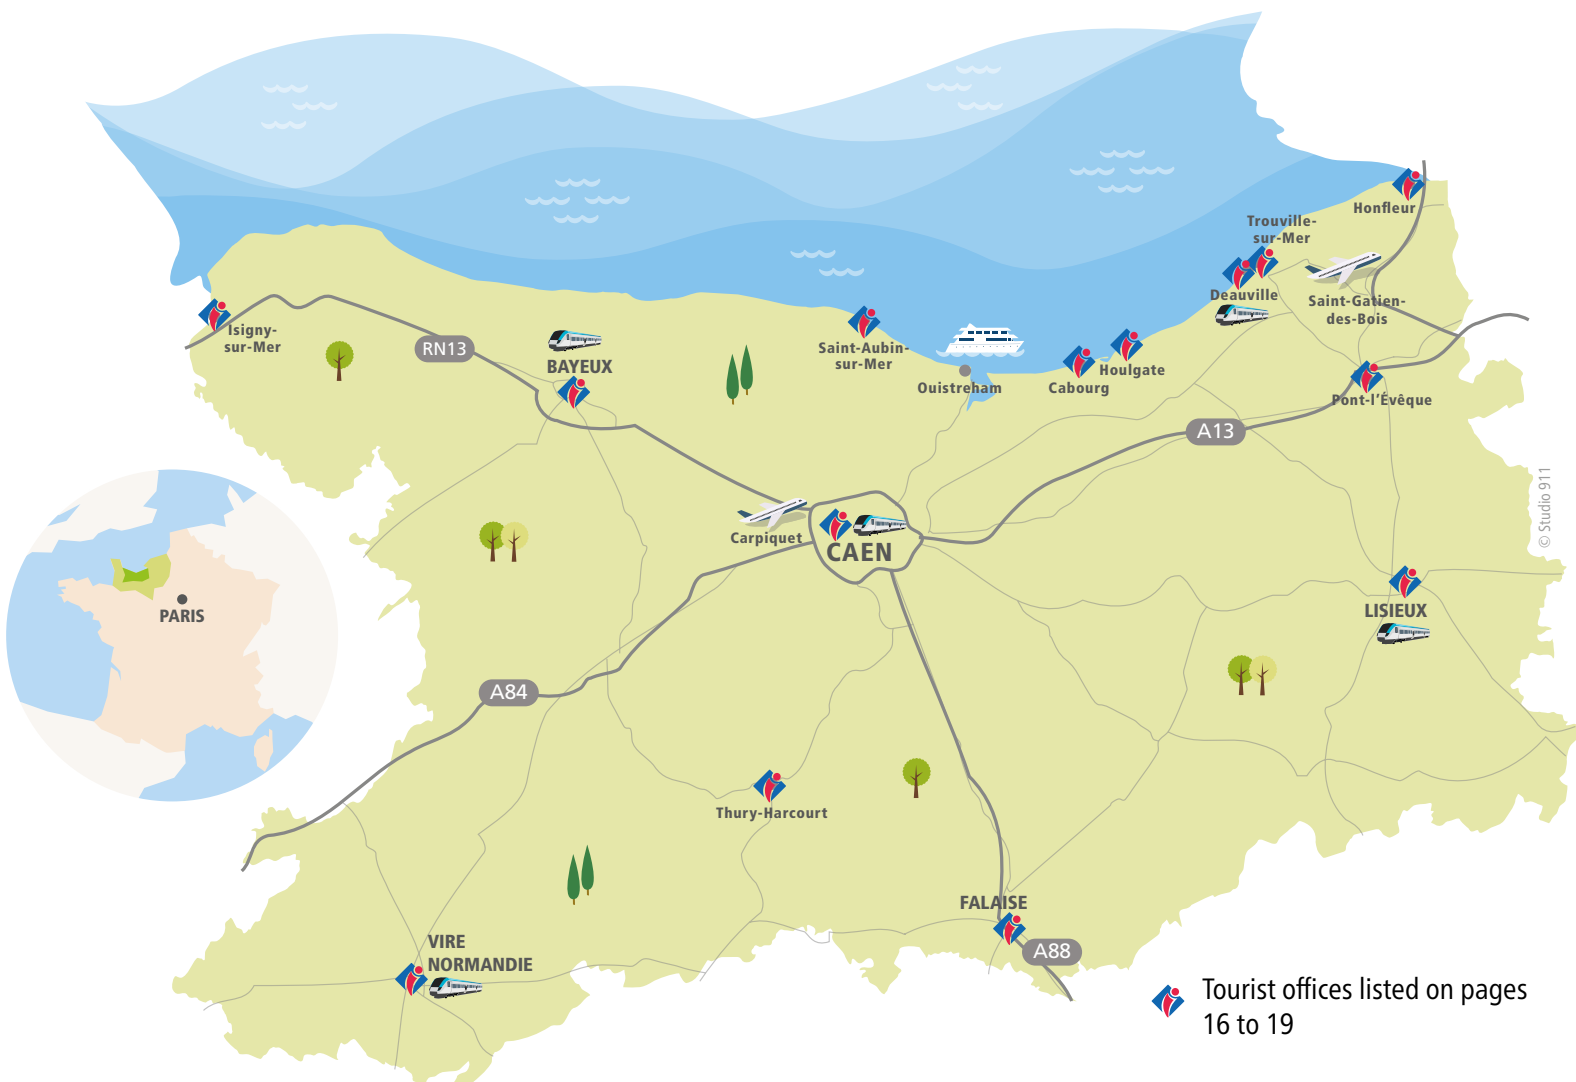 Honfleur
Trouville-
sur-Mer
Deauville
Saint-Gatien-
des-Bois
Isigny-
sur-Mer
RN13
BAYEUX
Saint-Aubin-
sur-Mer
Ouistreham
Cabourg
Houlgate
Pont-l'Évêque
A13
© Studio 911
Carpiquet
CAEN
PARIS
LISIEUX
A84
Thury-Harcourt
FALAISE
A88
VIRE
NORMANDIE
Tourist offices listed on pages
16 to 19